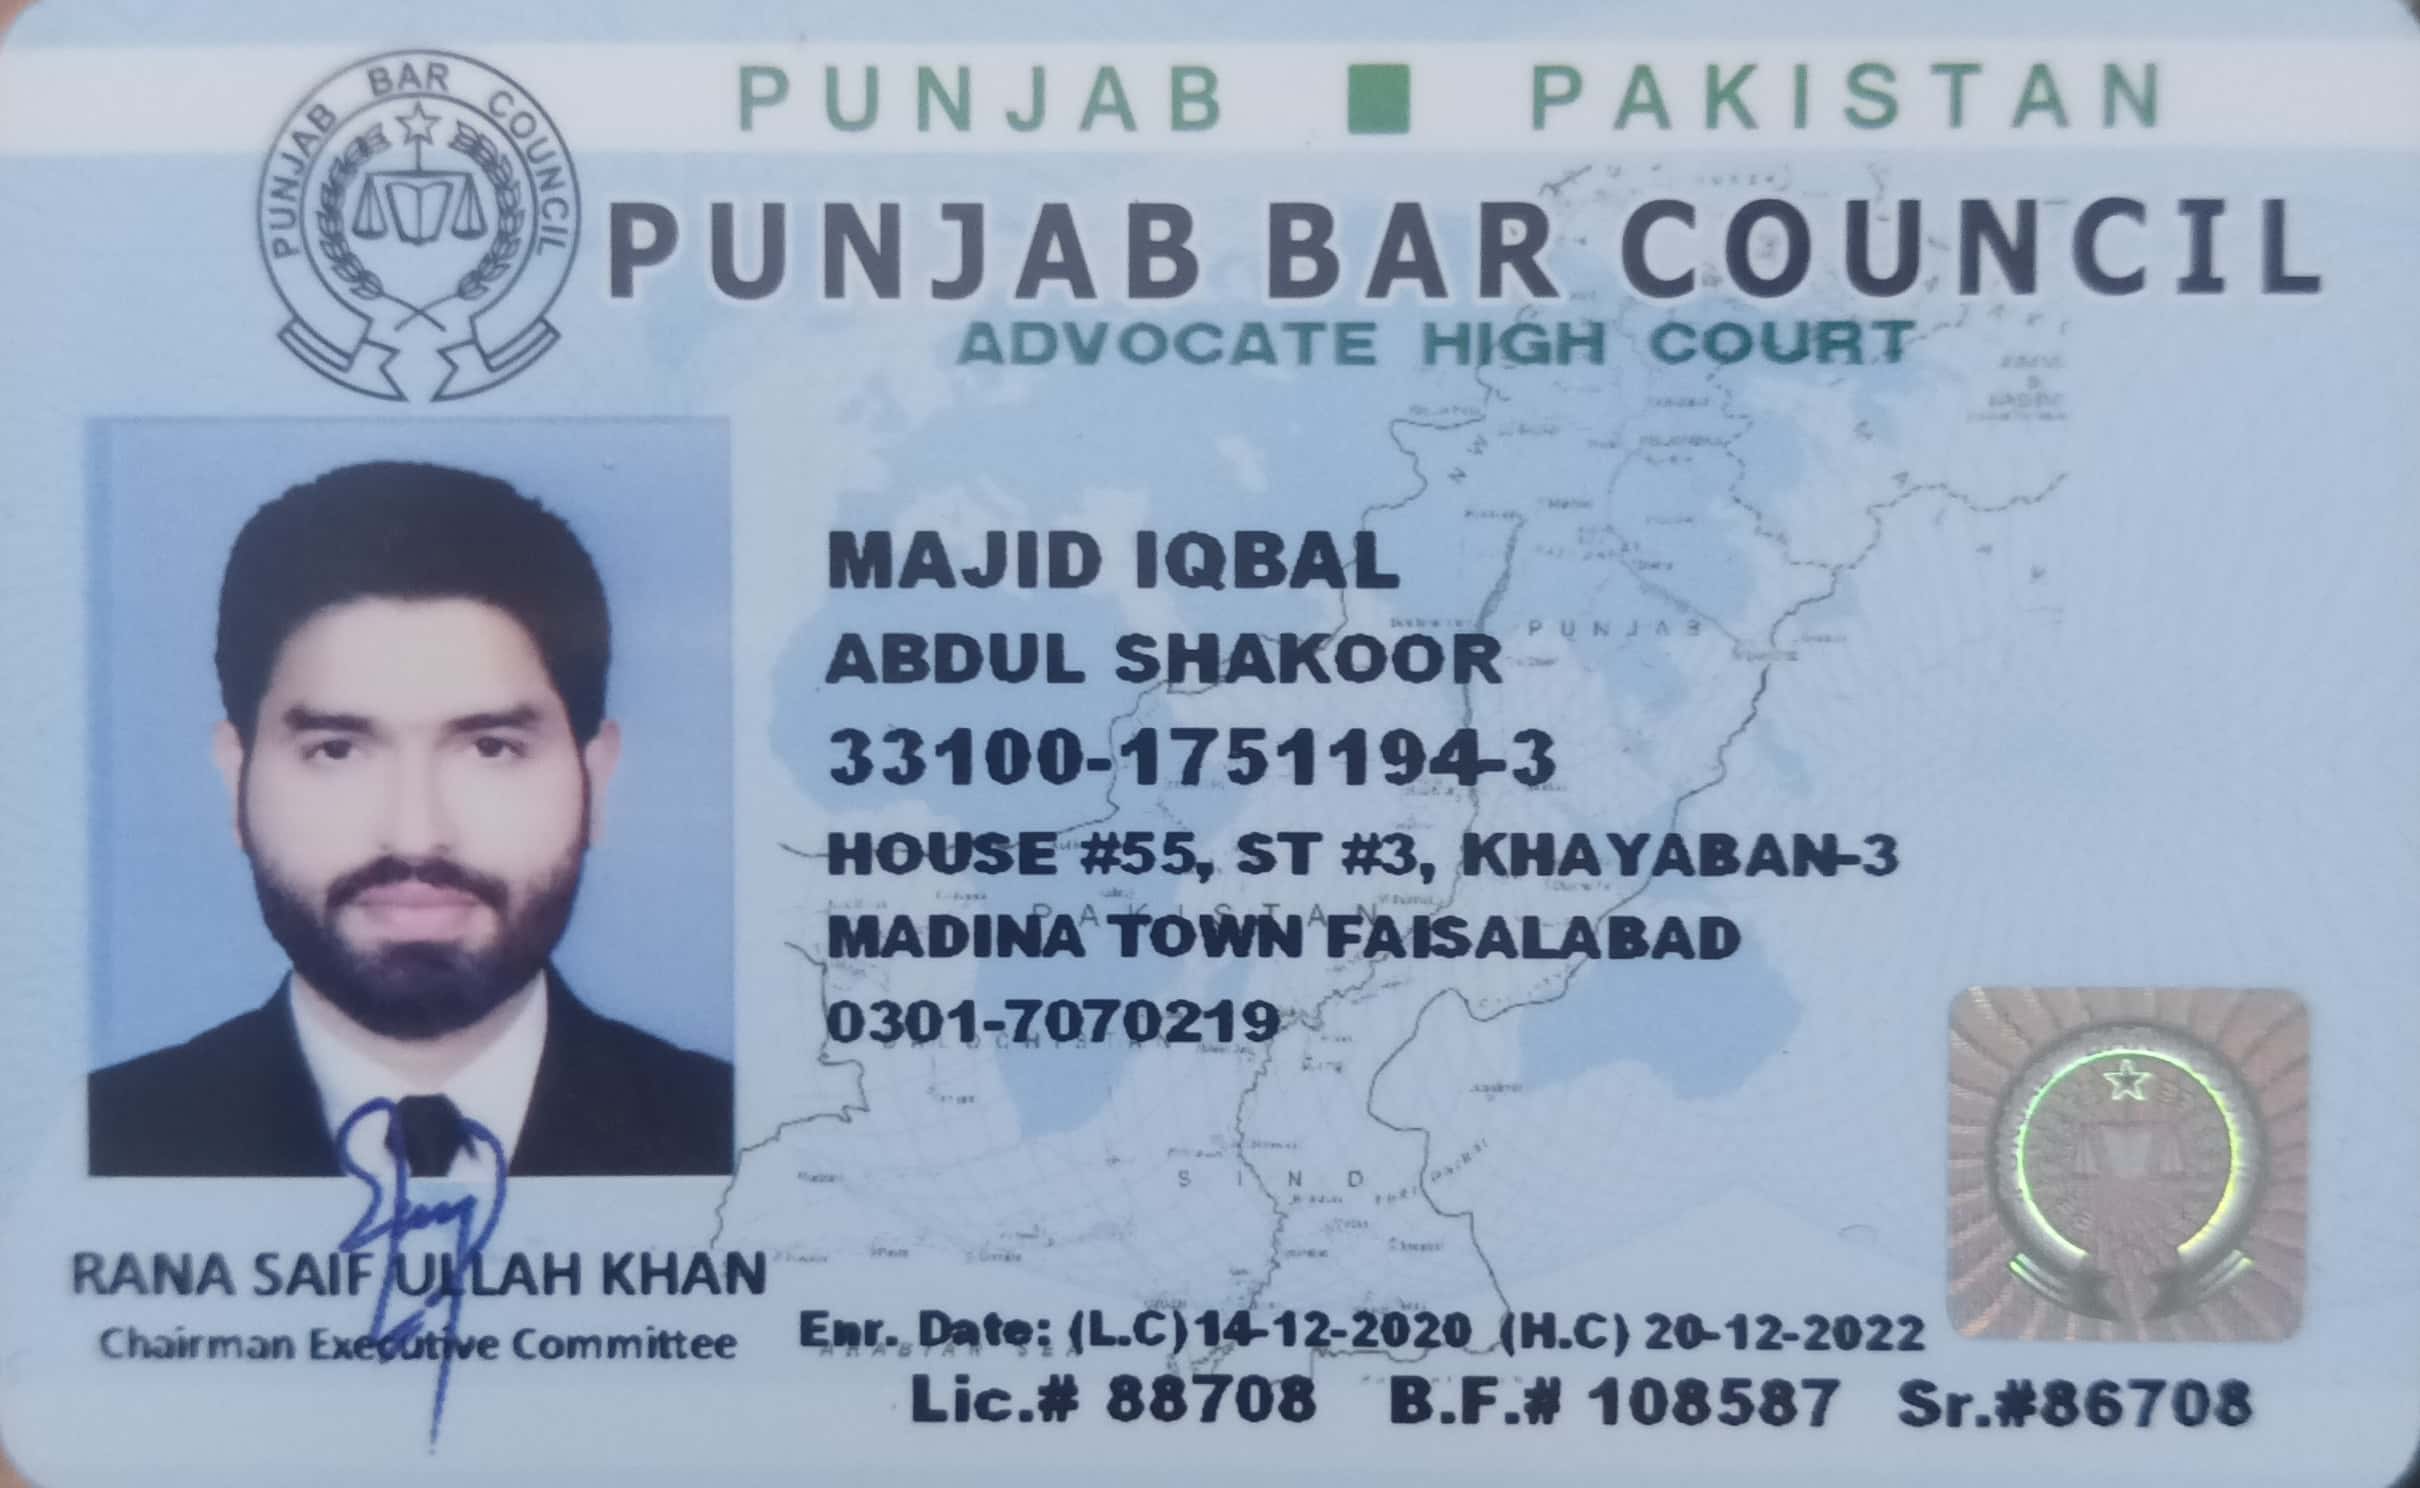 PUNJAB ■ PAKISTAN
PUNJAB BAR COUNCIL
PUNJAB BAR COUNCIL
ADVOCATE HIGH COURT
MAJID IQBAL
ABDUL SHAKOOR
33100-1751194-3
HOUSE #55, ST #3, KHAYABAN-3
MADINA TOWN FAISALABAD
0301-7070219
PUNJAB
PAKISTAN
BALOCHISTAN
SIND
ARABIAN SEA
RANA SAIF ULLAH KHAN
Chairman Executive Committee
Enr. Date: (L.C) 14-12-2020 (H.C) 20-12-2022
Lic.# 88708 B.F.# 108587 Sr.#86708